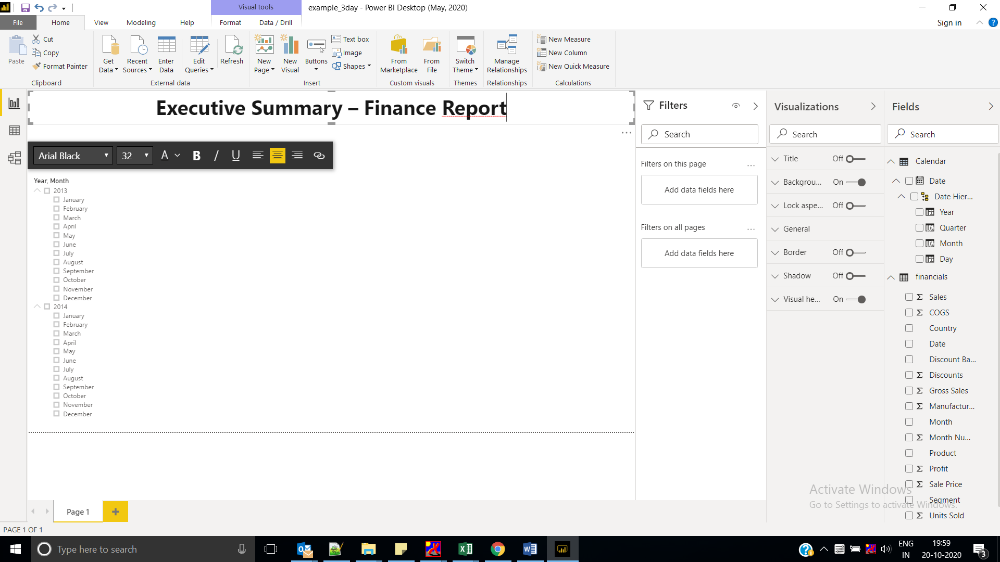 Visual tools
example_3day - Power BI Desktop (May, 2020)
File Home View Modeling Help Format Data / Drill Sign in
Paste
Cut
Copy
Format Painter
Clipboard
Get Data
Recent Sources
Enter Data
Edit Queries
Refresh
External data
New Page
New Visual
Buttons
Text box
Image
Shapes
Insert
From Marketplace
From File
Custom visuals
Switch Theme
Themes
Manage Relationships
Relationships
New Measure
New Column
New Quick Measure
Calculations
Executive Summary – Finance Report
Arial Black 32 A B I U
Year, Month
2013
January
February
March
April
May
June
July
August
September
October
November
December
2014
January
February
March
April
May
June
July
August
September
October
November
December
Filters
Search
Filters on this page ...
Add data fields here
Filters on all pages ...
Add data fields here
Visualizations
Search
Title Off
Backgrou... On
Lock aspe... Off
General
Border Off
Shadow Off
Visual he... On
Fields
Search
Calendar
Date
Date Hier...
Year
Quarter
Month
Day
financials
Sales
COGS
Country
Date
Discount Ba...
Discounts
Gross Sales
Manufactur...
Month
Month Nu...
Product
Profit
Sale Price
Segment
Units Sold
Activate Windows
Go to Settings to activate Windows.
Page 1
PAGE 1 OF 1
Type here to search
ENG
IN
19:59
20-10-2020
3